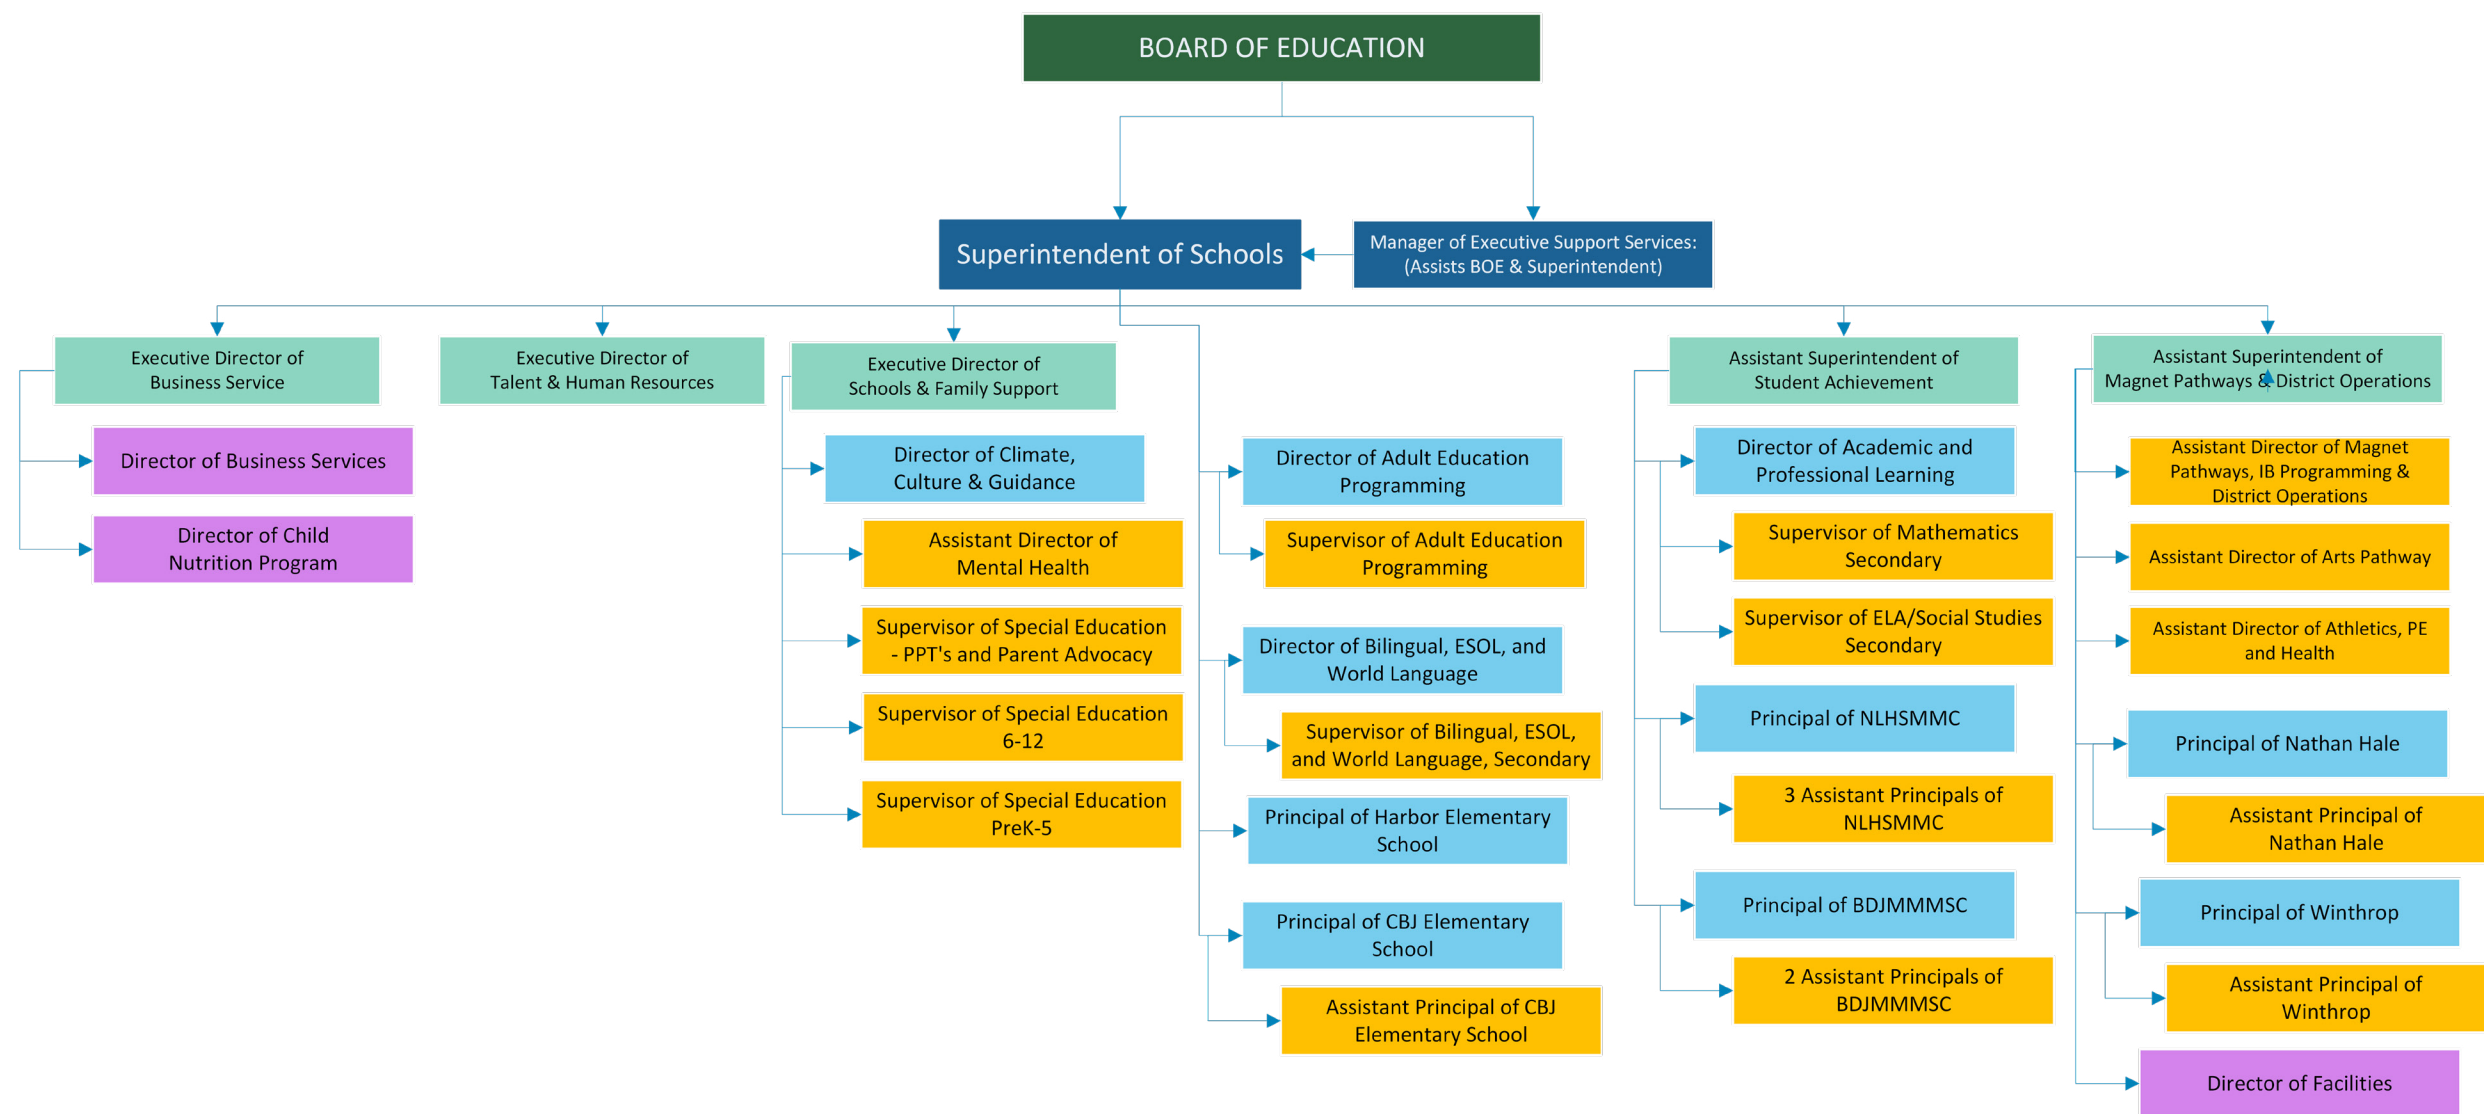 BOARD OF EDUCATION
Superintendent of Schools
Manager of Executive Support Services:
(Assists BOE & Superintendent)
Executive Director of
Business Service
Director of Business Services
Director of Child
Nutrition Program
Executive Director of
Talent & Human Resources
Executive Director of
Schools & Family Support
Director of Climate,
Culture & Guidance
Assistant Director of
Mental Health
Supervisor of Special Education
- PPT's and Parent Advocacy
Supervisor of Special Education
6-12
Supervisor of Special Education
PreK-5
Director of Adult Education
Programming
Supervisor of Adult Education
Programming
Director of Bilingual, ESOL, and
World Language
Supervisor of Bilingual, ESOL,
and World Language, Secondary
Principal of Harbor Elementary
School
Principal of CBJ Elementary
School
Assistant Principal of CBJ
Elementary School
Assistant Superintendent of
Student Achievement
Director of Academic and
Professional Learning
Supervisor of Mathematics
Secondary
Supervisor of ELA/Social Studies
Secondary
Principal of NLHSMMC
3 Assistant Principals of
NLHSMMC
Principal of BDJMMMSC
2 Assistant Principals of
BDJMMMSC
Assistant Superintendent of
Magnet Pathways & District Operations
Assistant Director of Magnet
Pathways, IB Programming &
District Operations
Assistant Director of Arts Pathway
Assistant Director of Athletics, PE
and Health
Principal of Nathan Hale
Assistant Principal of
Nathan Hale
Principal of Winthrop
Assistant Principal of
Winthrop
Director of Facilities